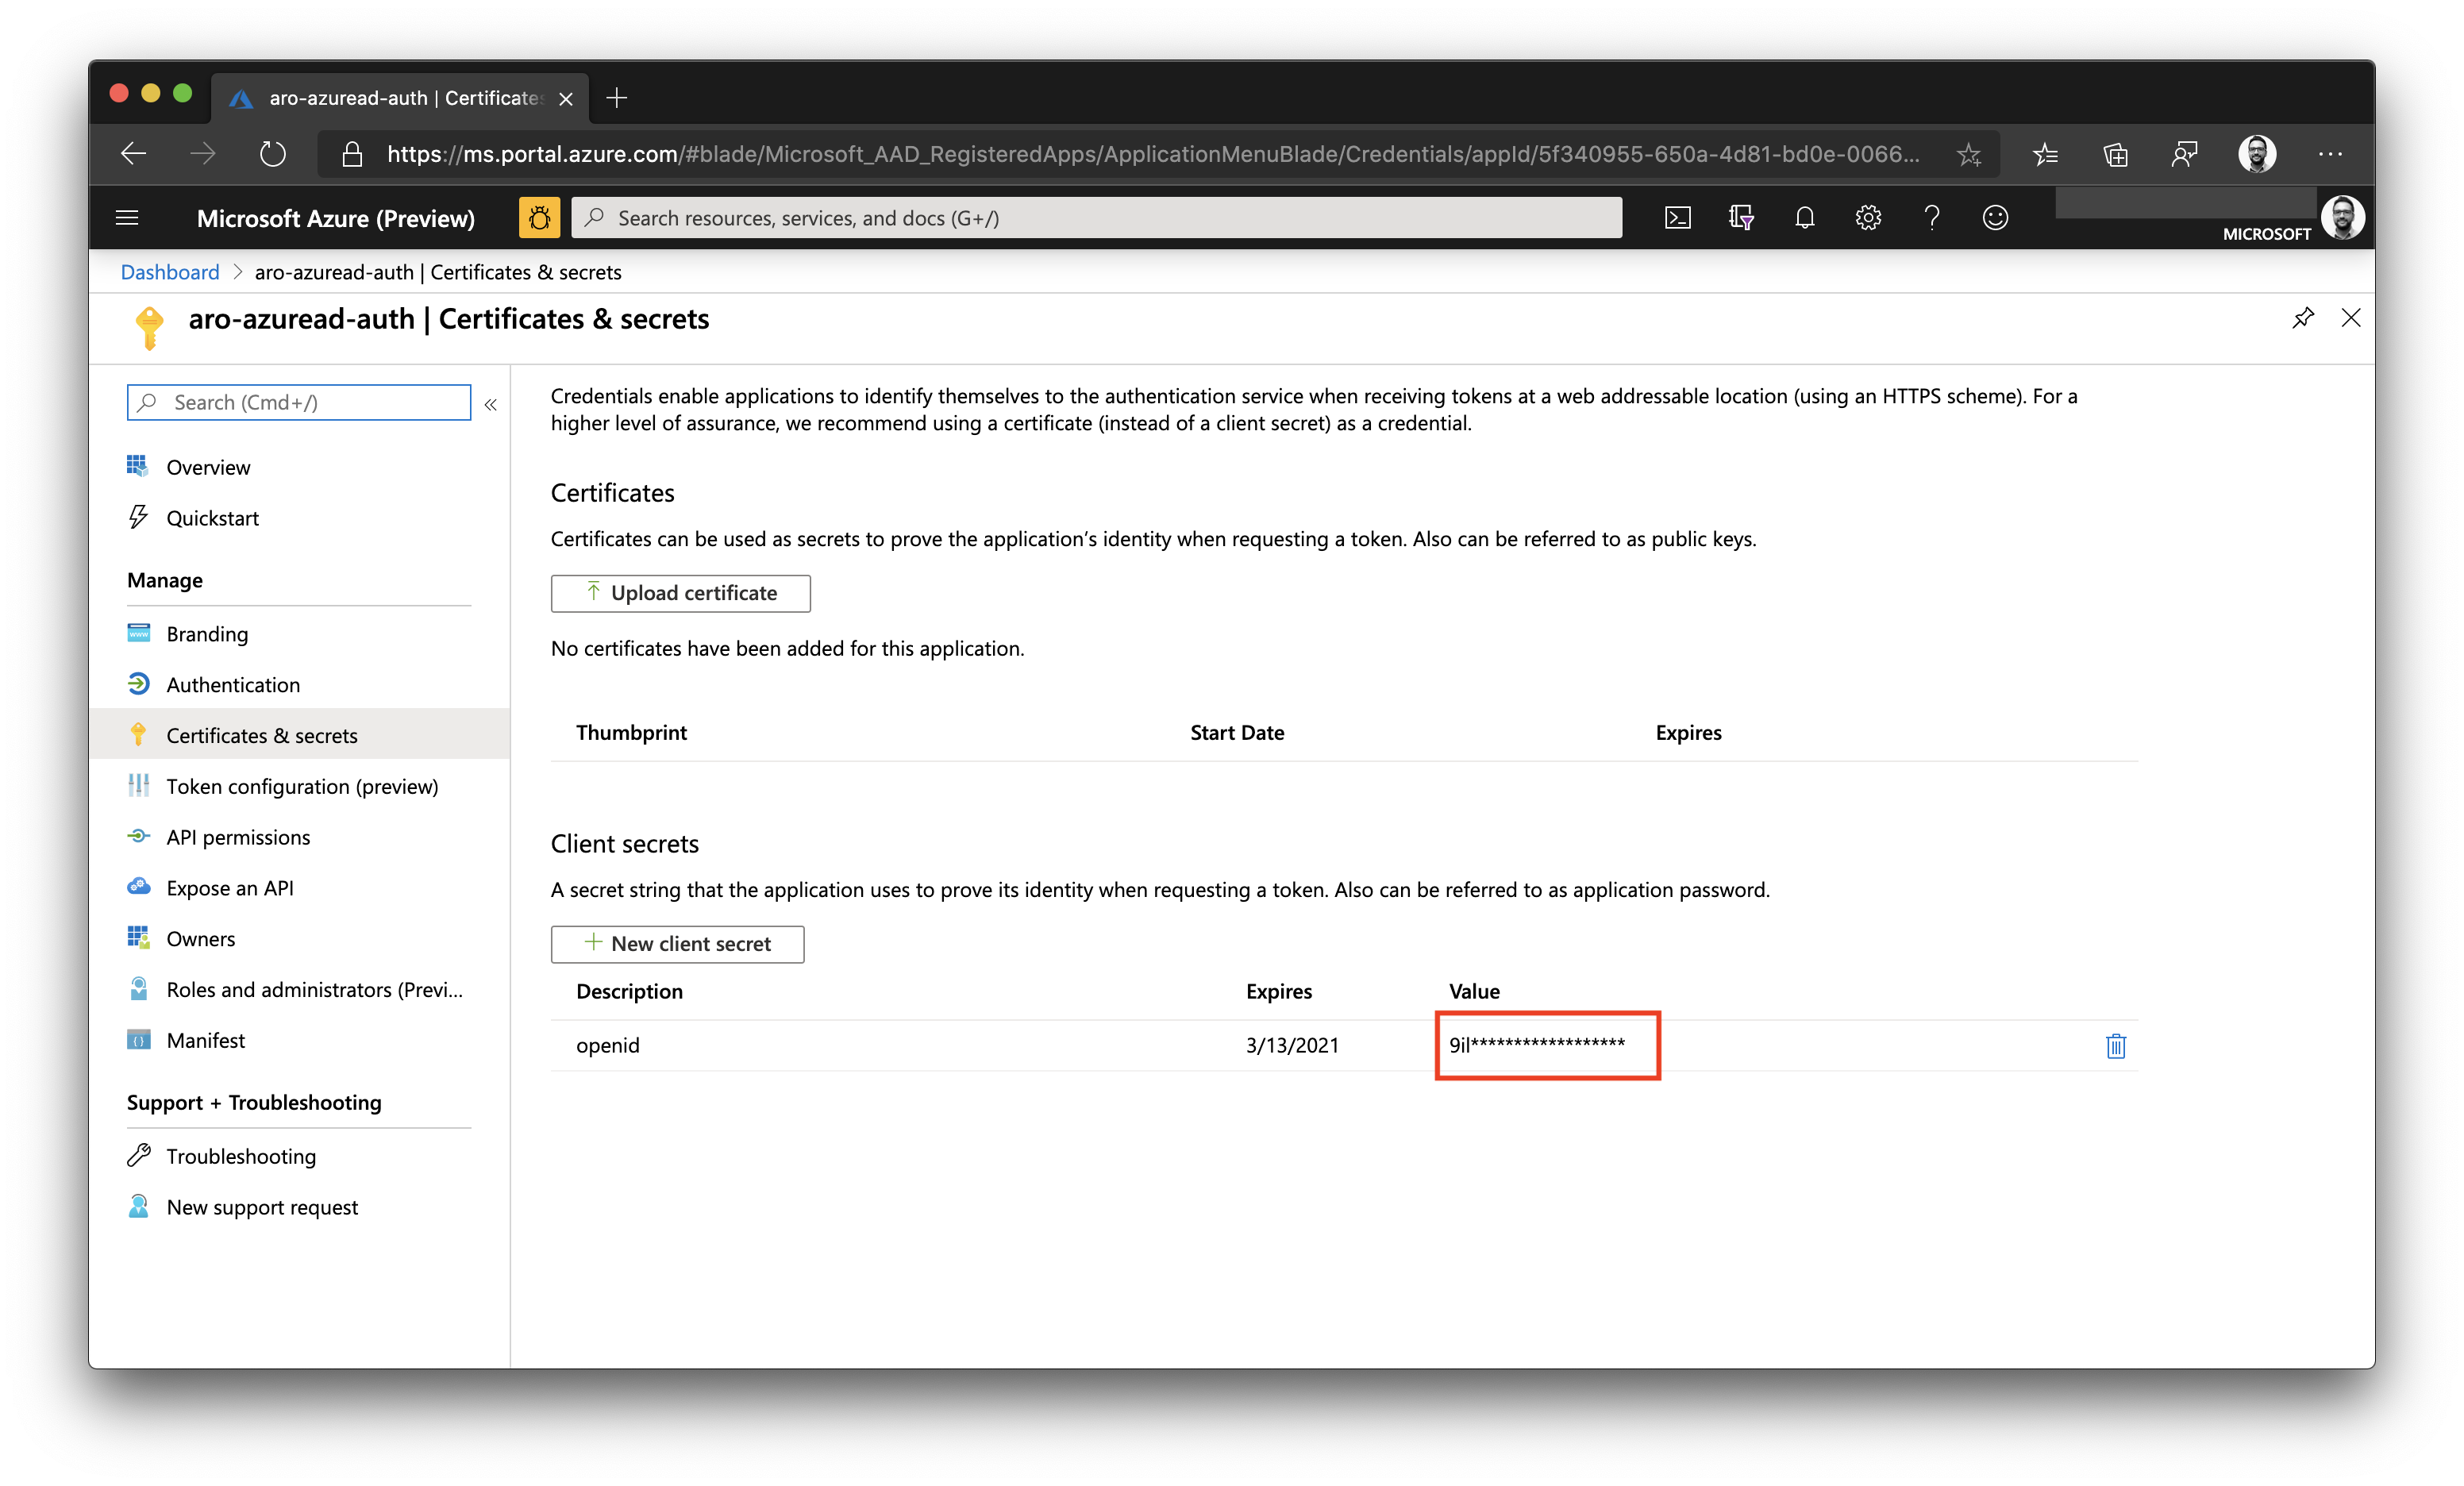 aro-azuread-auth | Certificates
https://ms.portal.azure.com/#blade/Microsoft_AAD_RegisteredApps/ApplicationMenuBlade/Credentials/appId/5f340955-650a-4d81-bd0e-0066...
Microsoft Azure (Preview)
Search resources, services, and docs (G+/)
MICROSOFT
Dashboard > aro-azuread-auth | Certificates & secrets
aro-azuread-auth | Certificates & secrets
Search (Cmd+/)
«
Overview
Quickstart
Manage
Branding
Authentication
Certificates & secrets
Token configuration (preview)
API permissions
Expose an API
Owners
Roles and administrators (Previ...
Manifest
Support + Troubleshooting
Troubleshooting
New support request
Credentials enable applications to identify themselves to the authentication service when receiving tokens at a web addressable location (using an HTTPS scheme). For a
higher level of assurance, we recommend using a certificate (instead of a client secret) as a credential.
Certificates
Certificates can be used as secrets to prove the application's identity when requesting a token. Also can be referred to as public keys.
Upload certificate
No certificates have been added for this application.
Thumbprint Start Date Expires
Client secrets
A secret string that the application uses to prove its identity when requesting a token. Also can be referred to as application password.
New client secret
Description Expires Value
openid 3/13/2021 9il******************